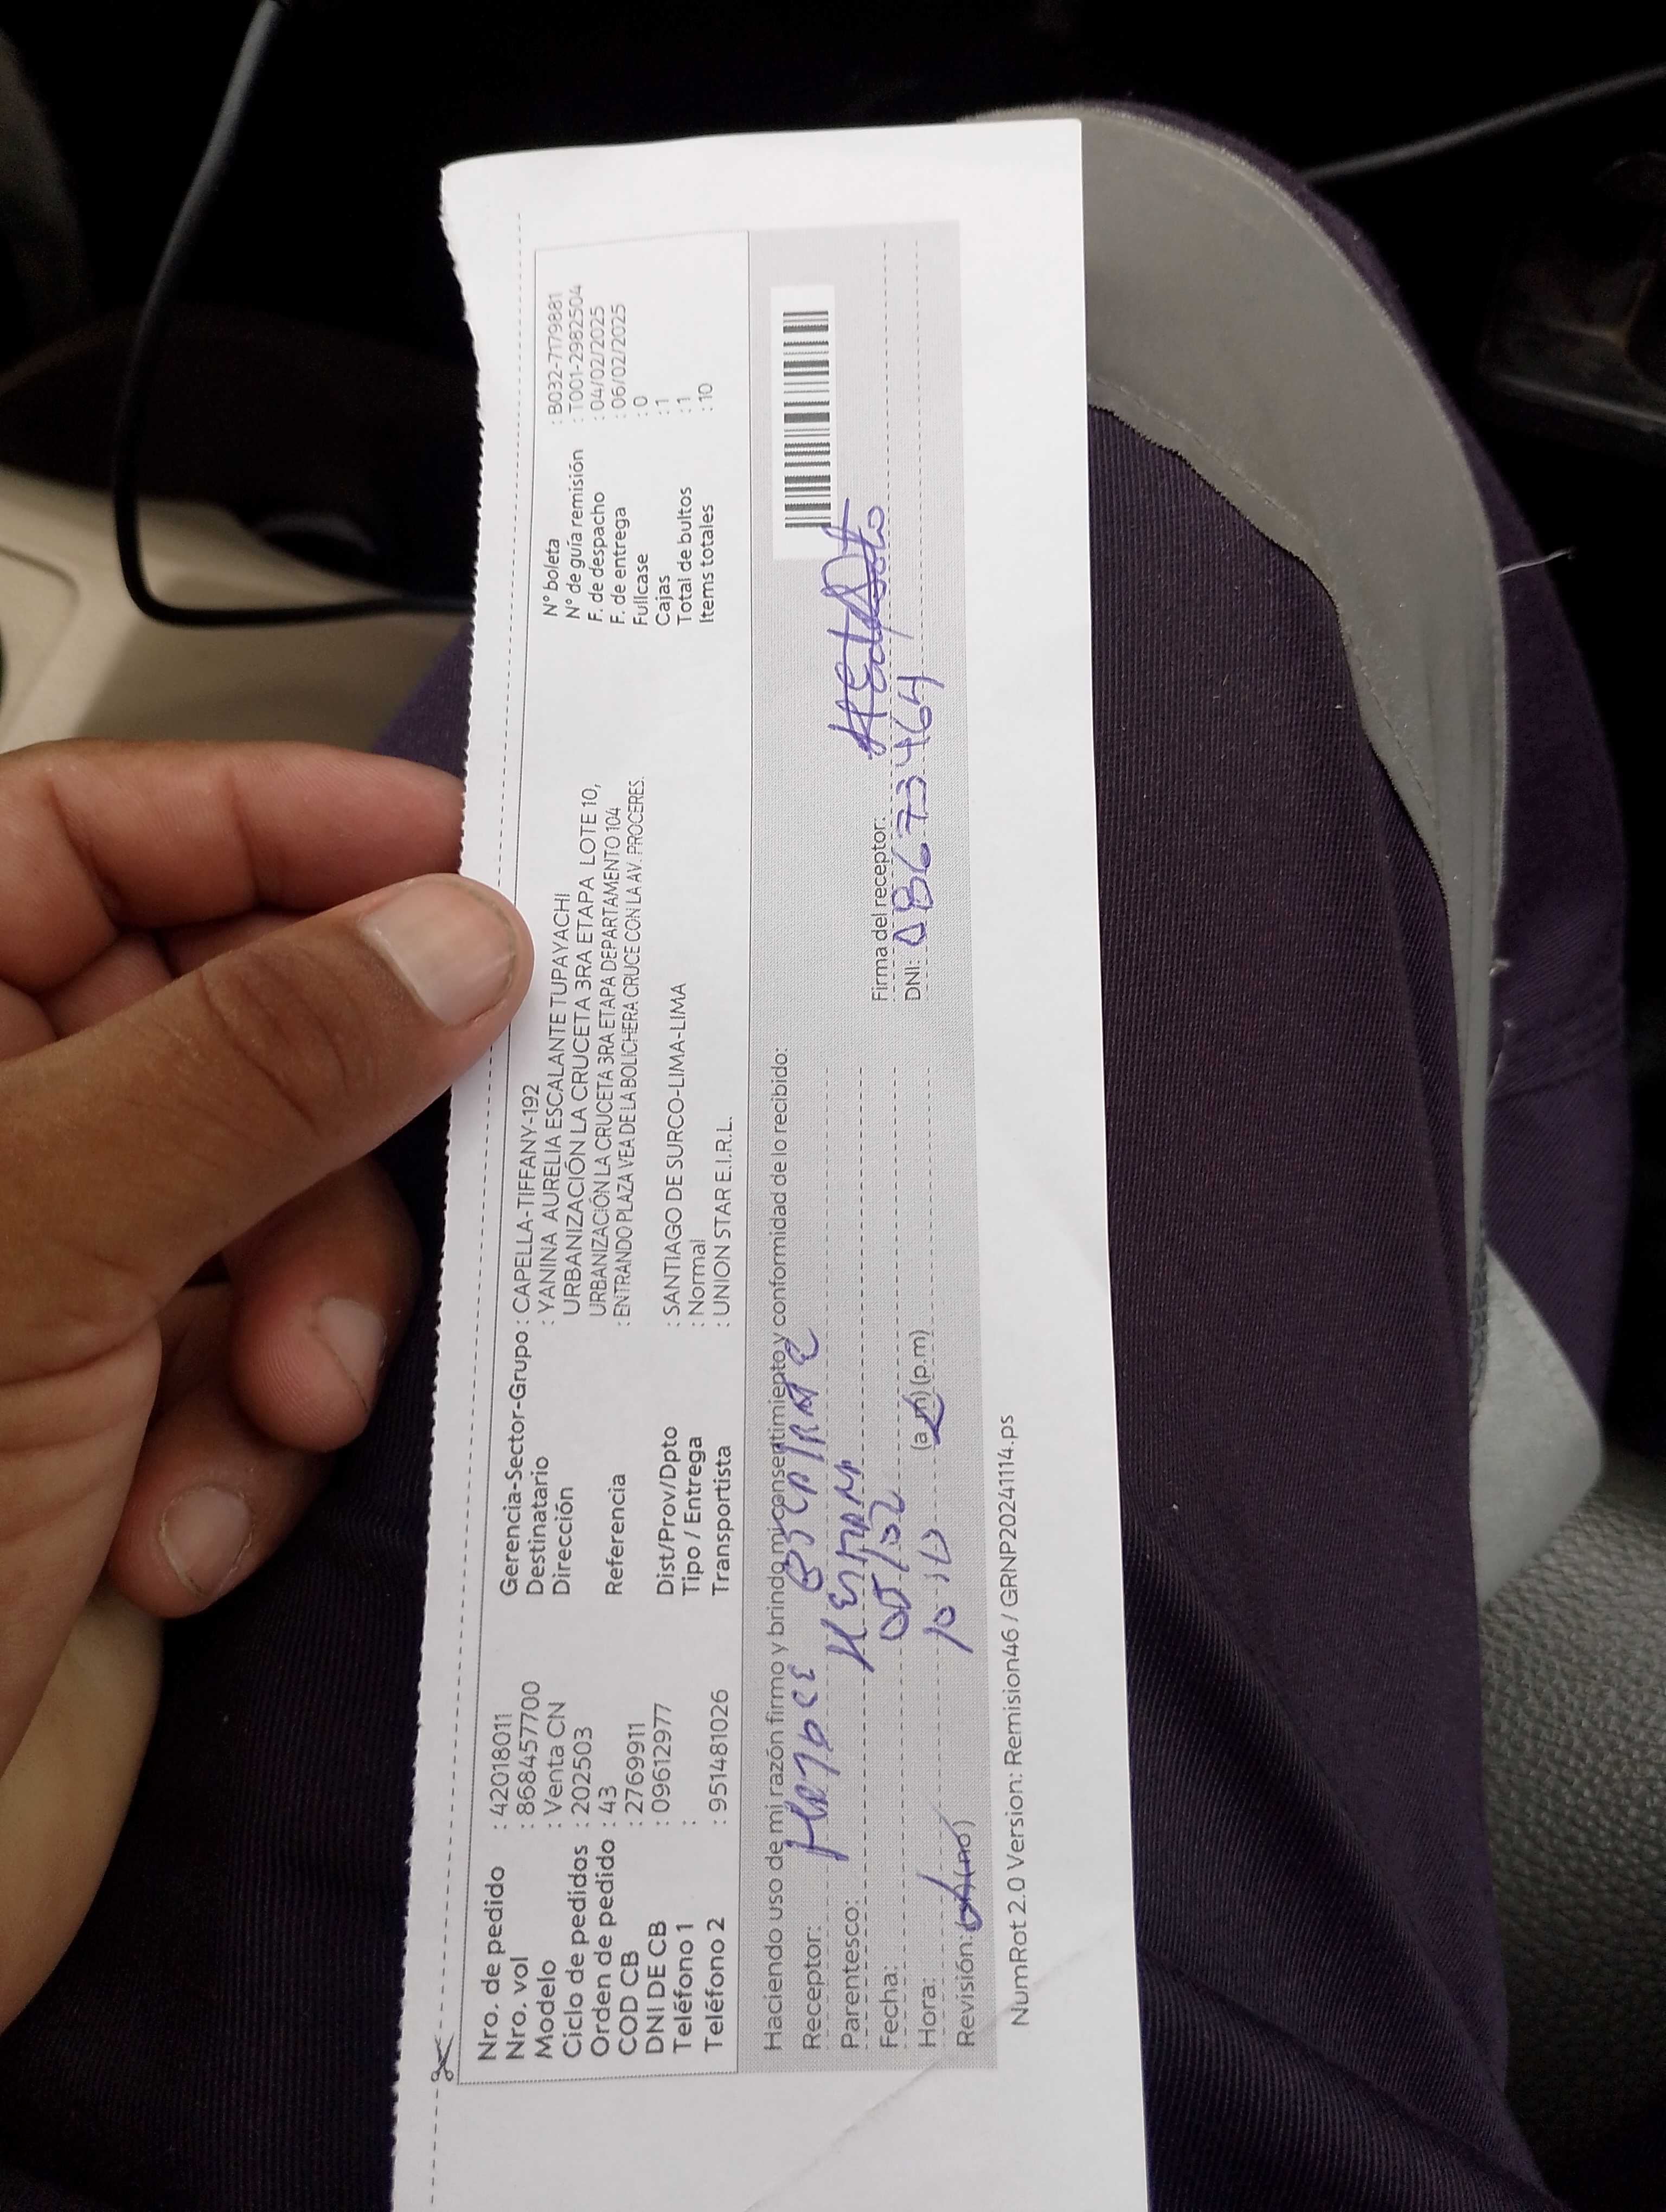 Nro. de pedido : 42018011
Nro. vol : 868457700
Modelo : Venta CN
Ciclo de pedidos : 202503
Orden de pedido : 43
COD CB : 2769911
DNI DE CB : 09612977
Teléfono 1 :
Teléfono 2 : 951481026
Gerencia-Sector-Grupo : CAPELLA-TIFFANY-192
Destinatario : YANINA AURELIA ESCALANTE TUPAYACHI
Dirección URBANIZACIÓN LA CRUCETA 3RA ETAPA LOTE 10,
URBANIZACIÓN LA CRUCETA 3RA ETAPA DEPARTAMENTO 104
Referencia : ENTRANDO PLAZA VEA DE LA BOLICHERA CRUCE CON LA AV. PROCERES.
Dist/Prov/Dpto : SANTIAGO DE SURCO-LIMA-LIMA
Tipo / Entrega : Normal
Transportista : UNION STAR E.I.R.L.
N° boleta : B032-7179881
N° de guía remisión : T001-2982504
F. de despacho : 04/02/2025
F. de entrega : 06/02/2025
Fullcase : 0
Cajas : 1
Total de bultos : 1
Items totales : 10
Haciendo uso de mi razón firmo y brindo mi consentimiento y conformidad de lo recibido:
Receptor:
Parentesco:
Fecha: 05/02
Hora: (a.m) (p.m)
Revisión:
Firma del receptor:
DNI: 08673464
NumRot 2.0 Version: Remision46 / GRNP20241114.ps